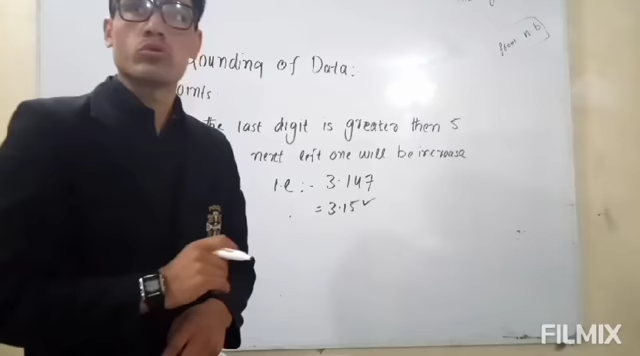 from n b
ounding of Data:
the last digit is greater then 5
next left one will be increase
i.e :- 3.147
= 3.15 ✓
FILMIX